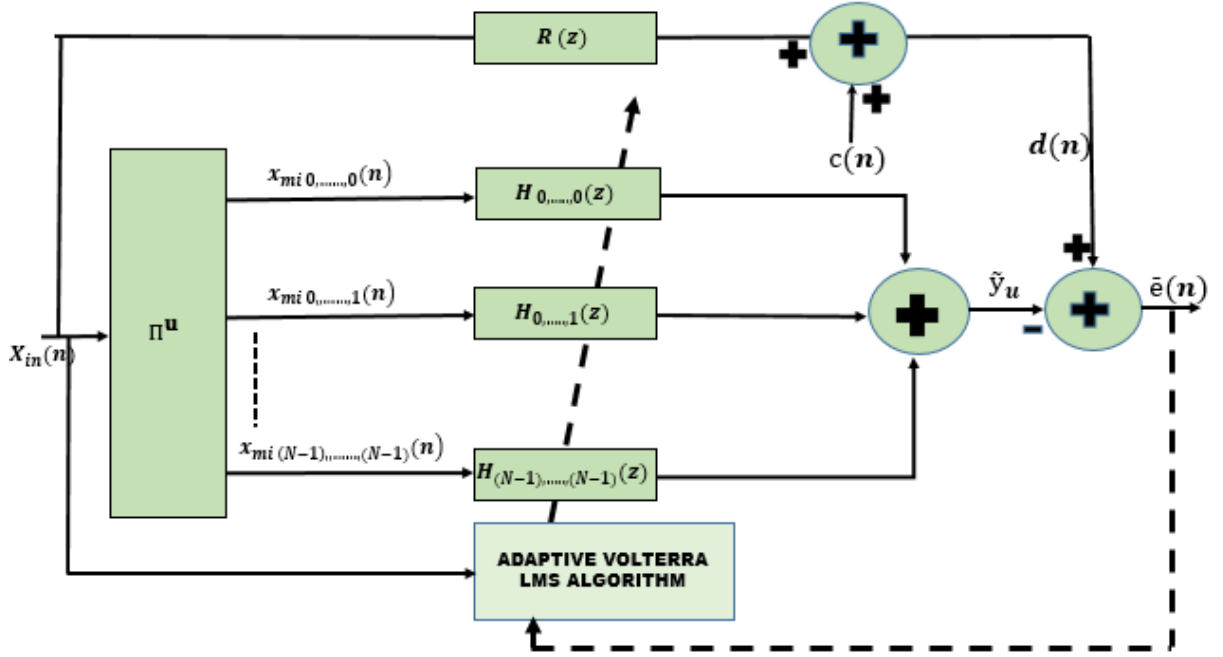 R (z)
c(n)
d(n)
x_{mi 0,......,0}(n)
H_{0,.....,0}(z)
x_{mi 0,......,1}(n)
H_{0,.....,1}(z)
ỹ_u
ē(n)
Π^u
X_{in}(n)
x_{mi (N−1),......,(N−1)}(n)
H_{(N−1),.....,(N−1)}(z)
ADAPTIVE VOLTERRA
LMS ALGORITHM